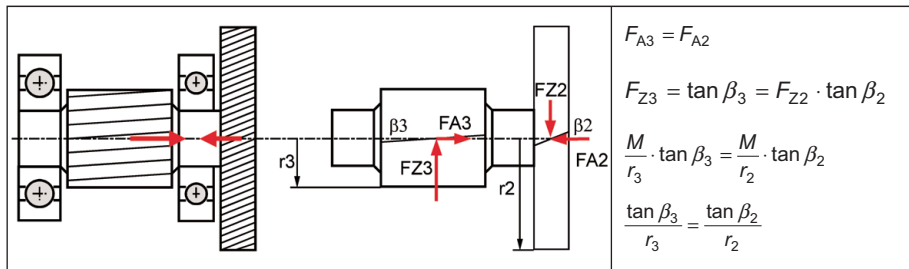 β3
FA3
FZ2
β2
FA2
r3
FZ3
r2
F_A3 = F_A2
F_Z3 = tan β_3 = F_Z2 · tan β_2
M/r_3 · tan β_3 = M/r_2 · tan β_2
tan β_3/r_3 = tan β_2/r_2